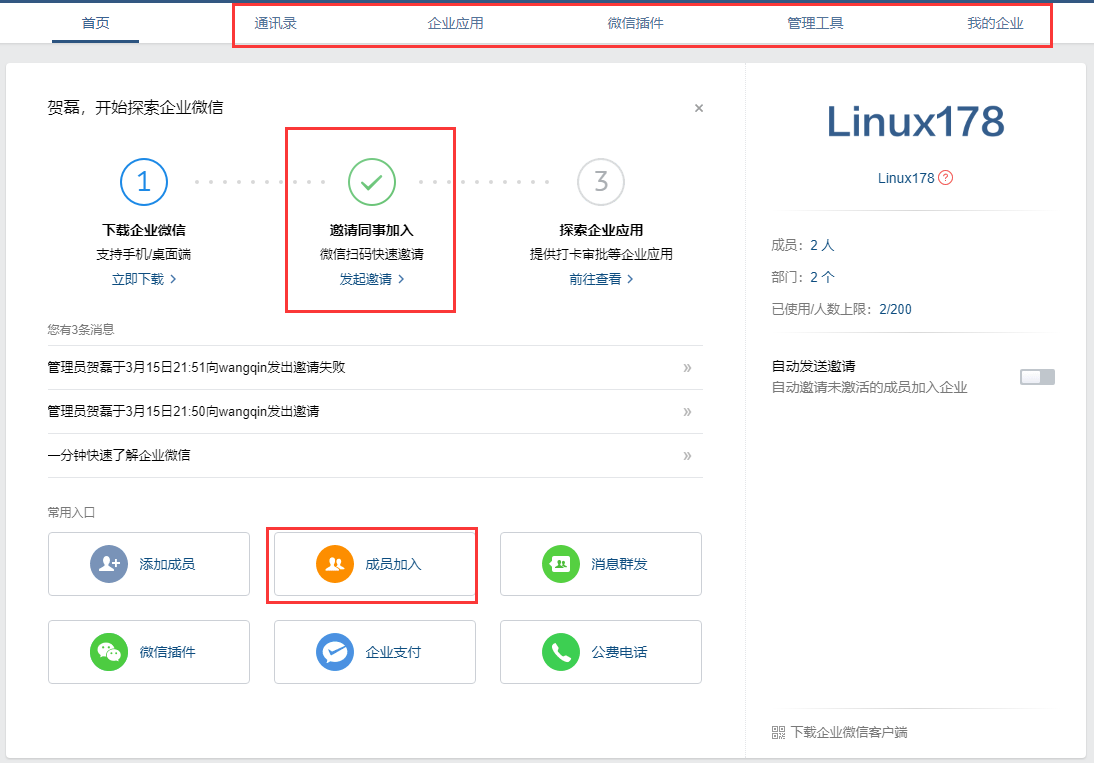 首页 通讯录 企业应用 微信插件 管理工具 我的企业
贺磊，开始探索企业微信 ×
1 3
下载企业微信 邀请同事加入 探索企业应用
支持手机/桌面端 微信扫码快速邀请 提供打卡审批等企业应用
立即下载 > 发起邀请 > 前往查看 >
您有3条消息
管理员贺磊于3月15日21:51向wangqin发出邀请失败 »
管理员贺磊于3月15日21:50向wangqin发出邀请 »
一分钟快速了解企业微信 »
常用入口
添加成员 成员加入 消息群发
微信插件 企业支付 公费电话
Linux178
Linux178 ?
成员：2 人
部门：2 个
已使用/人数上限：2/200
自动发送邀请
自动邀请未激活的成员加入企业
下载企业微信客户端